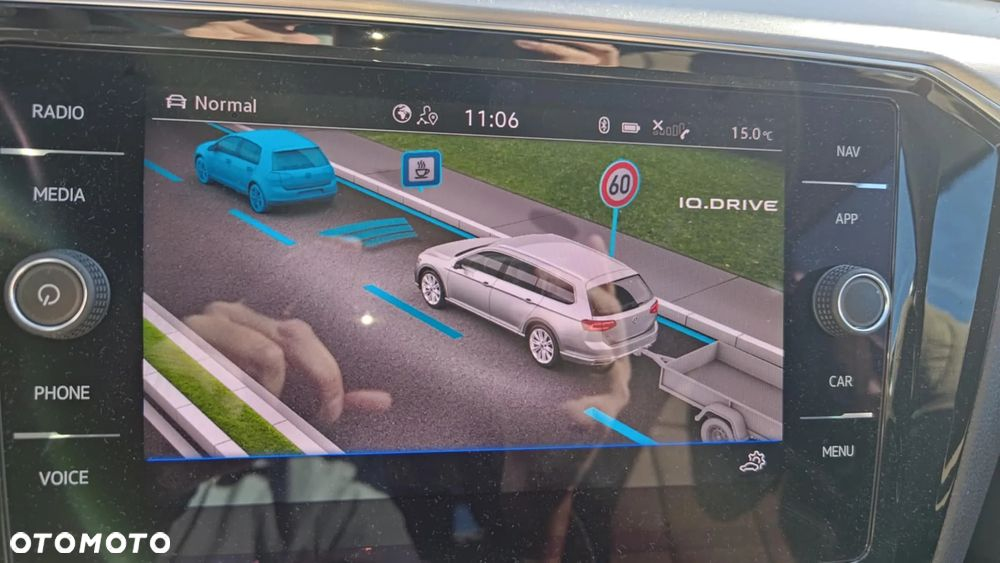 RADIO
MEDIA
PHONE
VOICE
Normal
11:06
15.0°C
60
IQ.DRIVE
NAV
APP
CAR
MENU
OTOMOTO